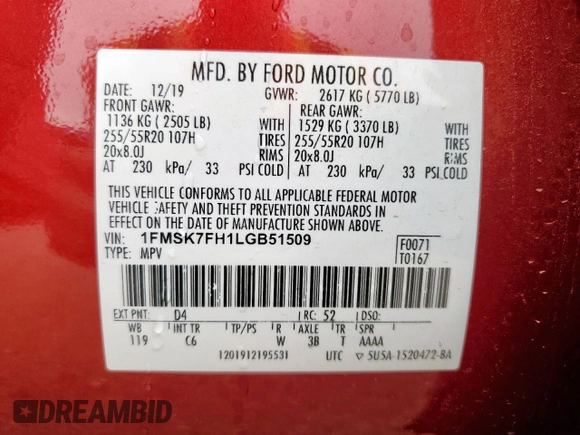 MFD. BY FORD MOTOR CO.
DATE: 12/19 GVWR: 2617 KG ( 5770 LB)
FRONT GAWR: REAR GAWR:
1136 KG ( 2505 LB) WITH 1529 KG ( 3370 LB) WITH
255/55R20 107H TIRES 255/55R20 107H TIRES
20x8.0J RIMS 20x8.0J RIMS
AT 230 kPa/ 33 PSI COLD AT 230 kPa/ 33 PSI COLD
THIS VEHICLE CONFORMS TO ALL APPLICABLE FEDERAL MOTOR
VEHICLE SAFETY AND THEFT PREVENTION STANDARDS IN
EFFECT ON THE DATE OF MANUFACTURE SHOWN ABOVE.
VIN: 1FMSK7FH1LGB51509 F0071
TYPE: MPV T0167
EXT PNT: D4 RC: 52 DSO:
WB INT TR TP/PS R AXLE TR SPR
119 C6 W 3B T AAAA
1201912195531 UTC 5U5A-1520472-BA
DREAMBID